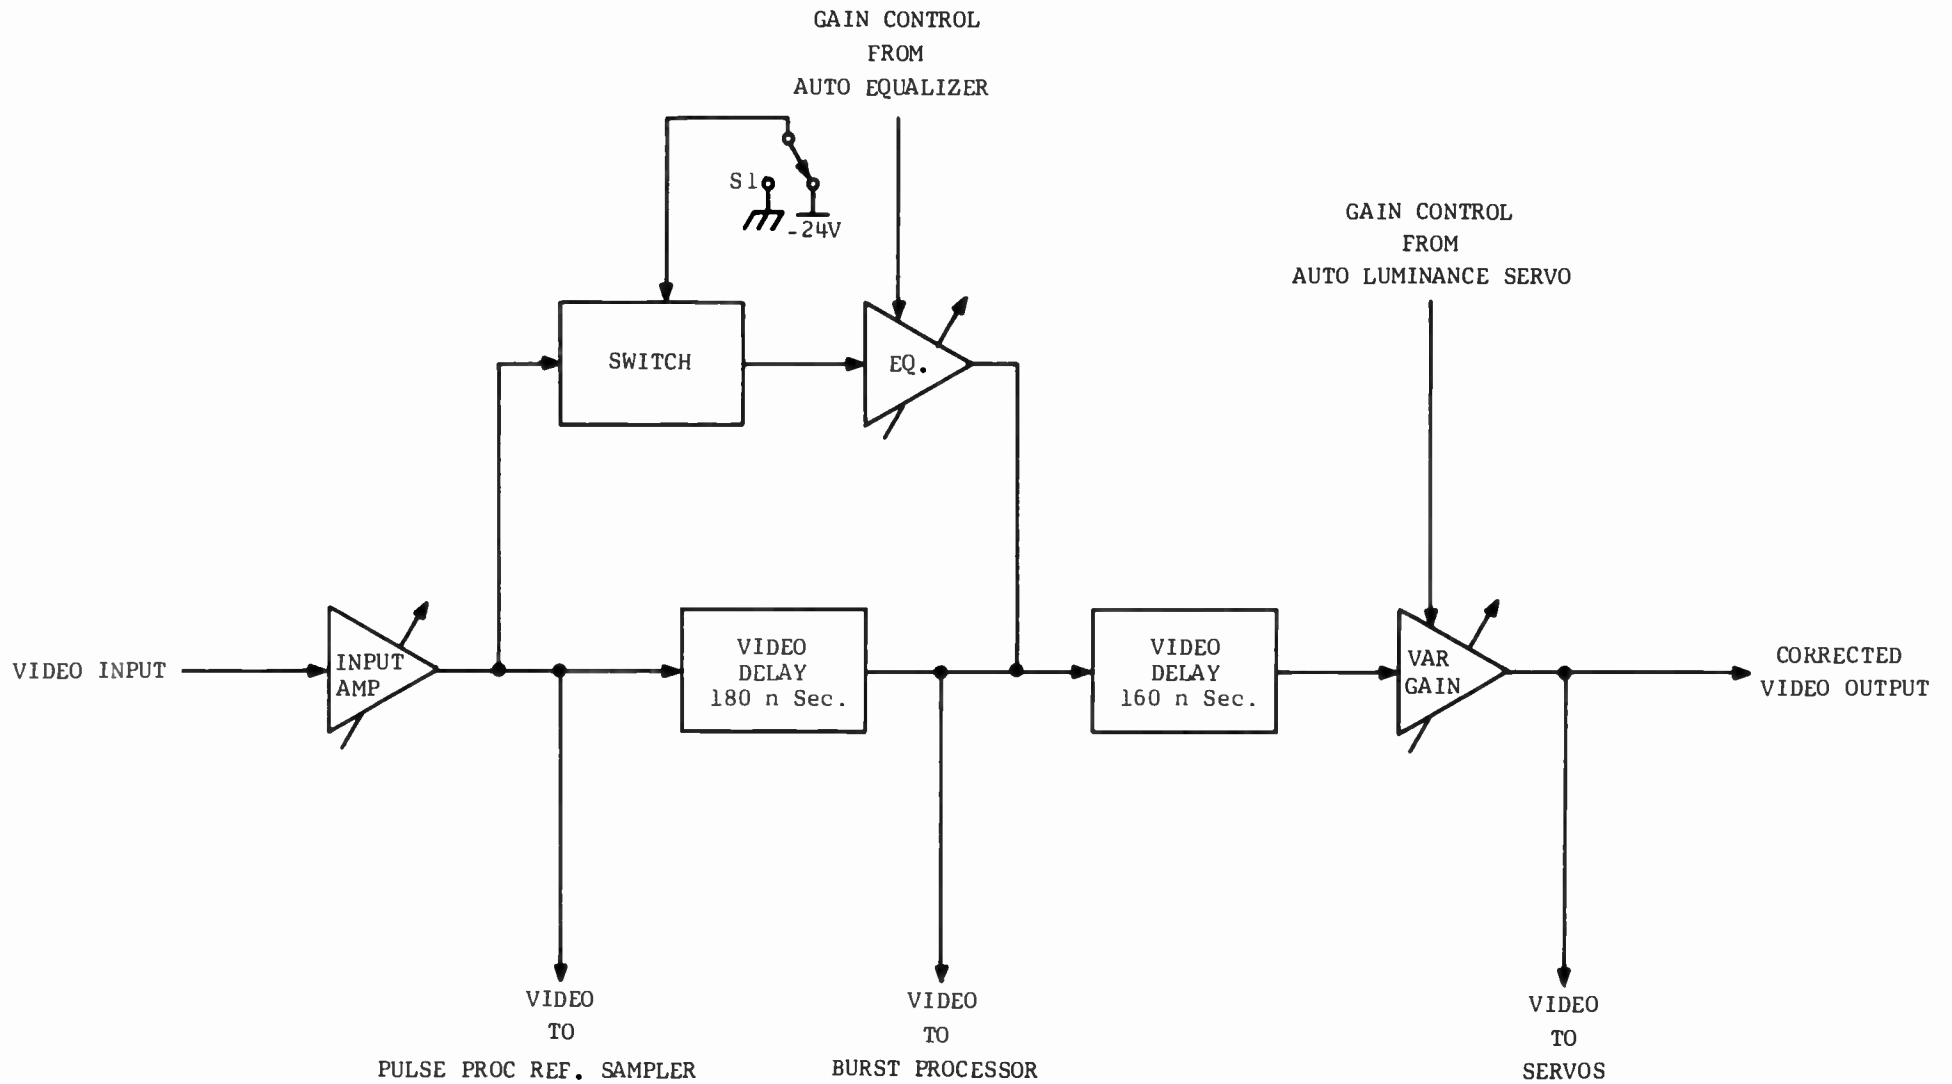 GAIN CONTROL
FROM
AUTO EQUALIZER
S1
-24V
GAIN CONTROL
FROM
AUTO LUMINANCE SERVO
SWITCH
EQ.
VIDEO INPUT
INPUT
AMP
VIDEO
DELAY
180 n Sec.
VIDEO
DELAY
160 n Sec.
VAR
GAIN
CORRECTED
VIDEO OUTPUT
VIDEO
TO
PULSE PROC REF. SAMPLER
VIDEO
TO
BURST PROCESSOR
VIDEO
TO
SERVOS